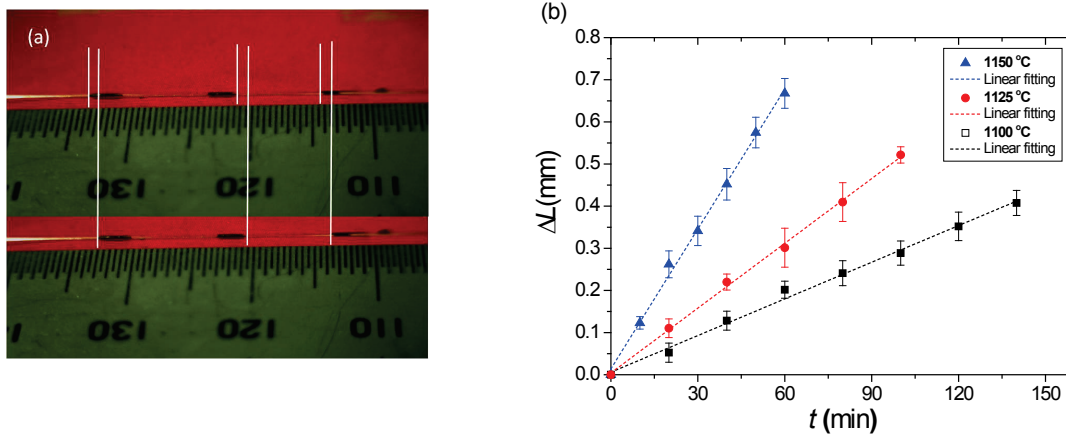 (a)
130
120
110
130
120
110
(b)
1150 °C
Linear fitting
1125 °C
Linear fitting
1100 °C
Linear fitting
ΔL(mm)
0.8
0.7
0.6
0.5
0.4
0.3
0.2
0.1
0.0
0 30 60 90 120 150
t (min)